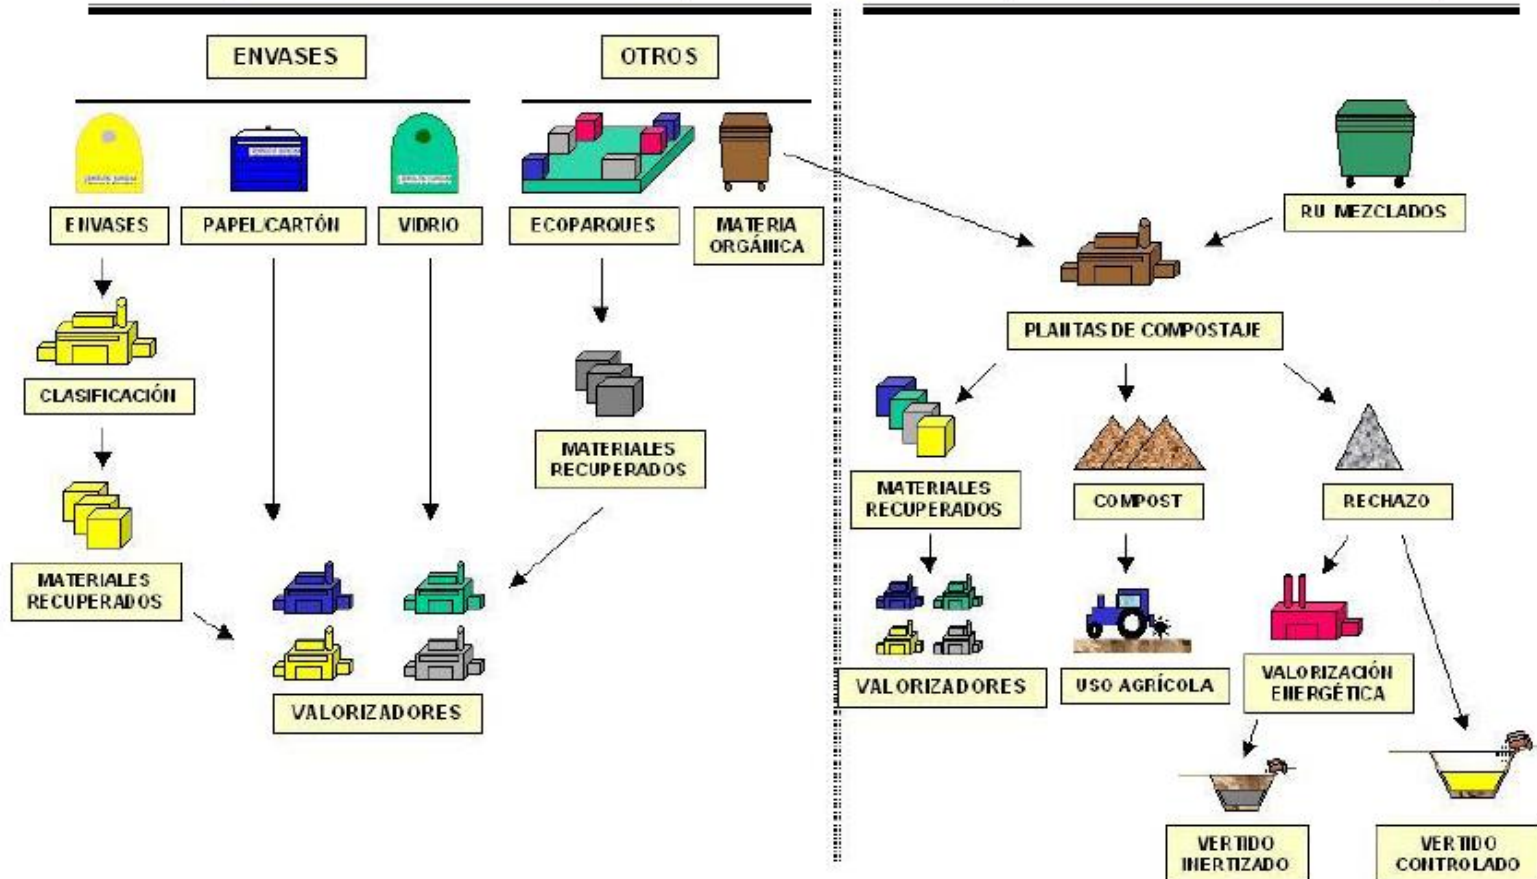 ENVASES
OTROS
ENVASES
PAPEL/CARTÓN
VIDRIO
ECOPARQUES
MATERIA
ORGÁNICA
RU MEZCLADOS
PLANTAS DE COMPOSTAJE
CLASIFICACIÓN
MATERIALES
RECUPERADOS
MATERIALES
RECUPERADOS
COMPOST
RECHAZO
MATERIALES
RECUPERADOS
VALORIZADORES
VALORIZADORES
USO AGRÍCOLA
VALORIZACIÓN
ENERGÉTICA
VERTIDO
INERTIZADO
VERTIDO
CONTROLADO